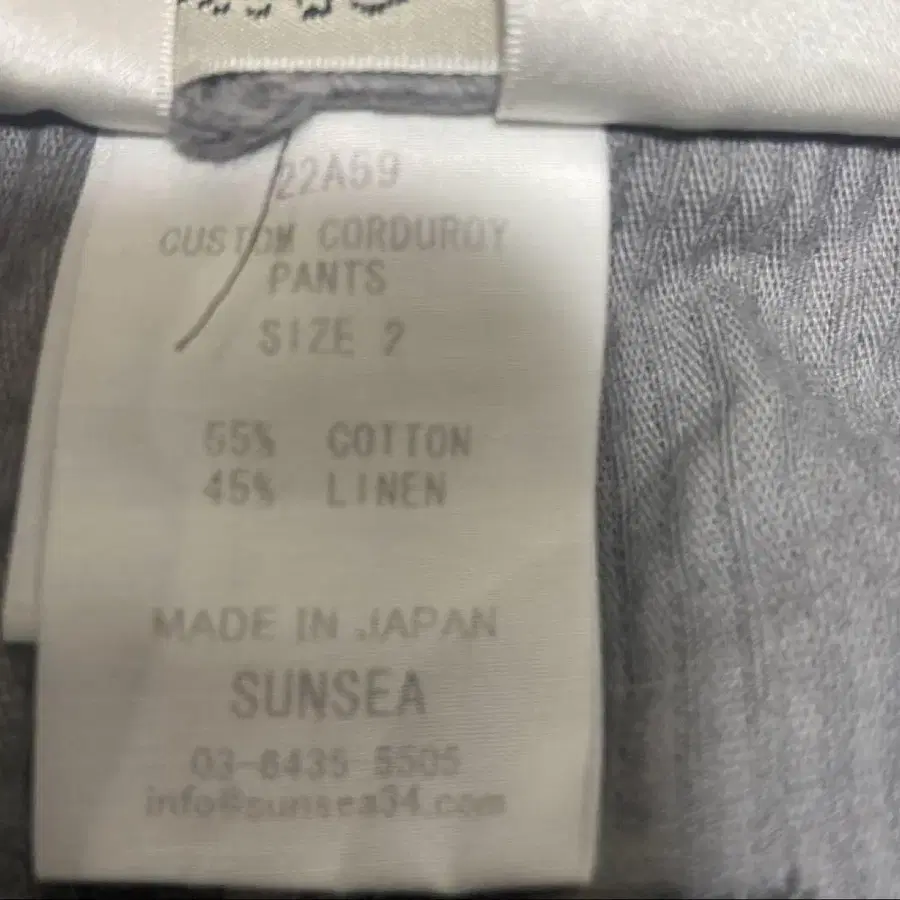 22A59
CUSTOM CORDUROY
PANTS
SIZE 2
55% COTTON
45% LINEN
MADE IN JAPAN
SUNSEA
03-6435 5505
info@sunsea34.com